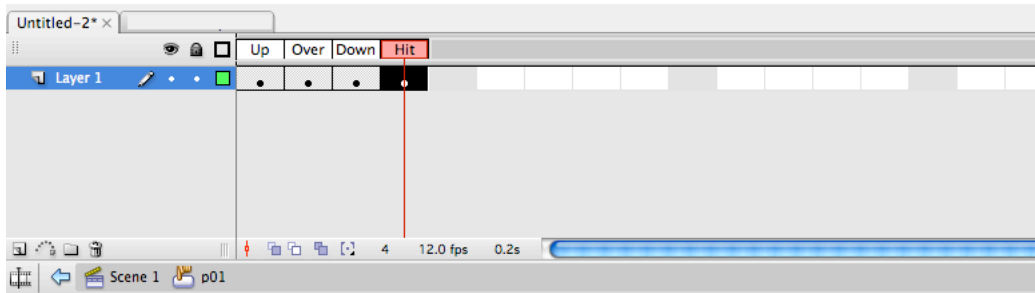 Untitled-2* ×
Up Over Down Hit
Layer 1
4 12.0 fps 0.2s
Scene 1 p01